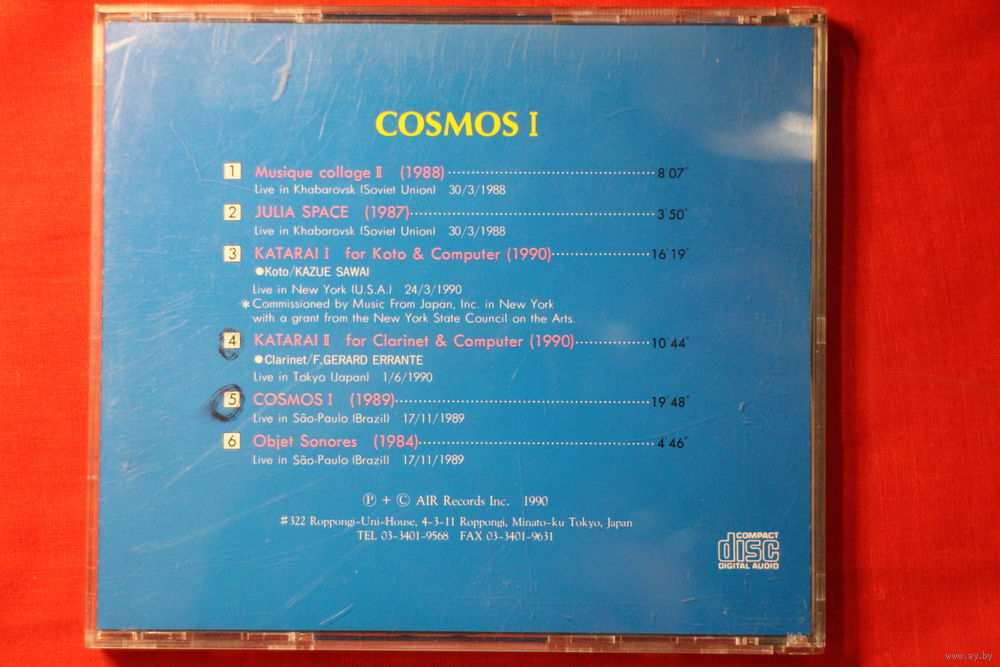 COSMOS I
1 Musique collage Ⅱ (1988) ········ 8'07"
Live in Khabarovsk (Soviet Union) 30/3/1988
2 JULIA SPACE (1987) ········ 3'50"
Live in Khabarovsk (Soviet Union) 30/3/1988
3 KATARAI Ⅰ for Koto & Computer (1990) ········ 16'19"
●Koto/KAZUE SAWAI
Live in New York (U.S.A.) 24/3/1990
＊Commissioned by Music From Japan, Inc. in New York
with a grant from the New York State Council on the Arts.
4 KATARAI Ⅱ for Clarinet & Computer (1990) ········ 10'44"
●Clarinet/F.GERARD ERRANTE
Live in Tokyo (Japan) 1/6/1990
5 COSMOS Ⅰ (1989) ········ 19'48"
Live in São-Paulo (Brazil) 17/11/1989
6 Objet Sonores (1984) ········ 4'46"
Live in São-Paulo (Brazil) 17/11/1989
Ⓟ + © AIR Records Inc. 1990
#322 Roppongi-Uni-House, 4-3-11 Roppongi, Minato-ku Tokyo, Japan
TEL 03-3401-9568 FAX 03-3401-9631
COMPACT
disc
DIGITAL AUDIO
www.ay.by